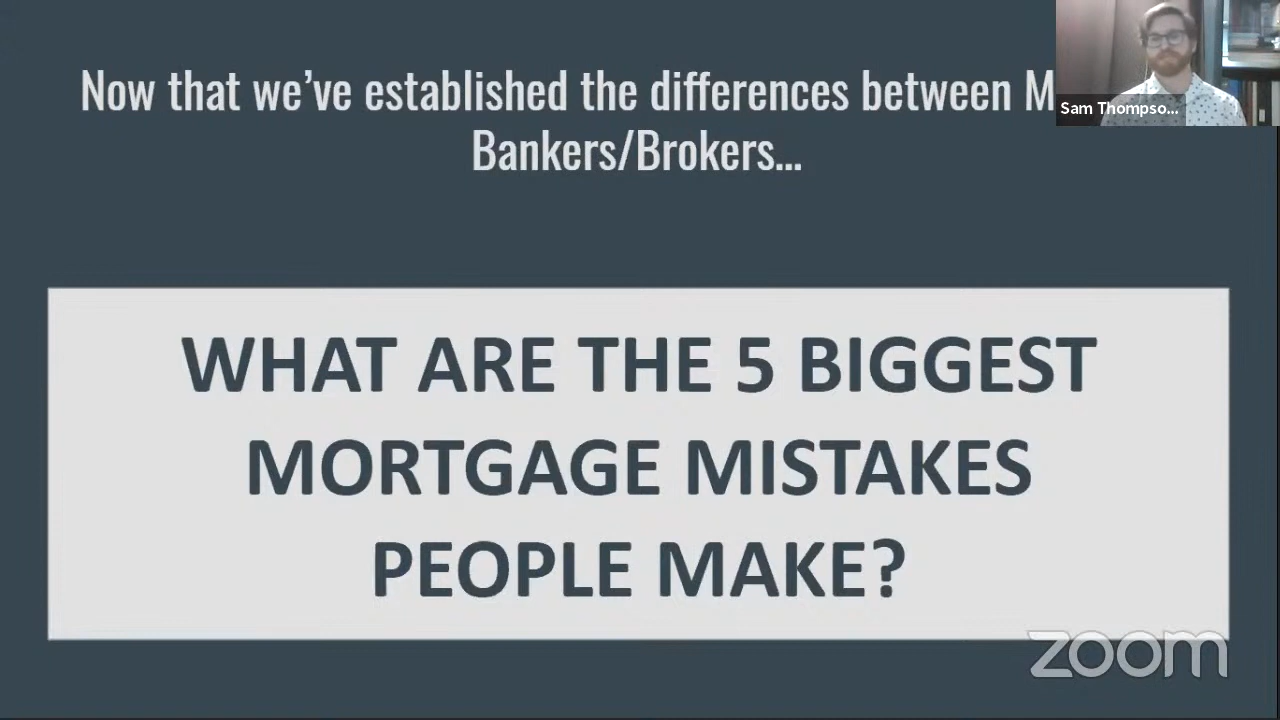 Now that we've established the differences between M
Bankers/Brokers...
Sam Thompso...
WHAT ARE THE 5 BIGGEST
MORTGAGE MISTAKES
PEOPLE MAKE?
zoom